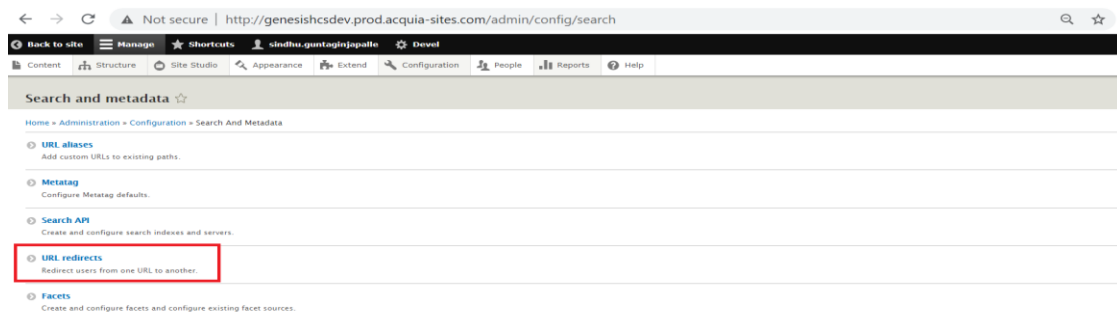 Not secure | http://genesishcsdev.prod.acquia-sites.com/admin/config/search
Back to site Manage Shortcuts sindhu.guntaginjapalle Devel
Content Structure Site Studio Appearance Extend Configuration People Reports Help
Search and metadata
Home » Administration » Configuration » Search And Metadata
URL aliases
Add custom URLs to existing paths.
Metatag
Configure Metatag defaults.
Search API
Create and configure search indexes and servers.
URL redirects
Redirect users from one URL to another.
Facets
Create and configure facets and configure existing facet sources.